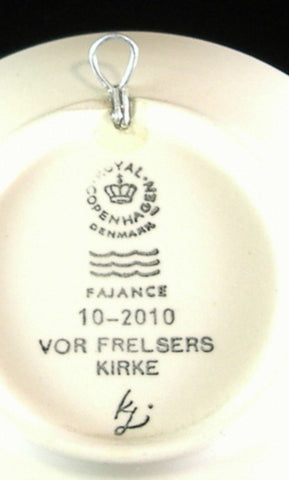 ROYAL
COPENHAGEN
DENMARK
FAJANCE
10-2010
VOR FRELSERS
KIRKE